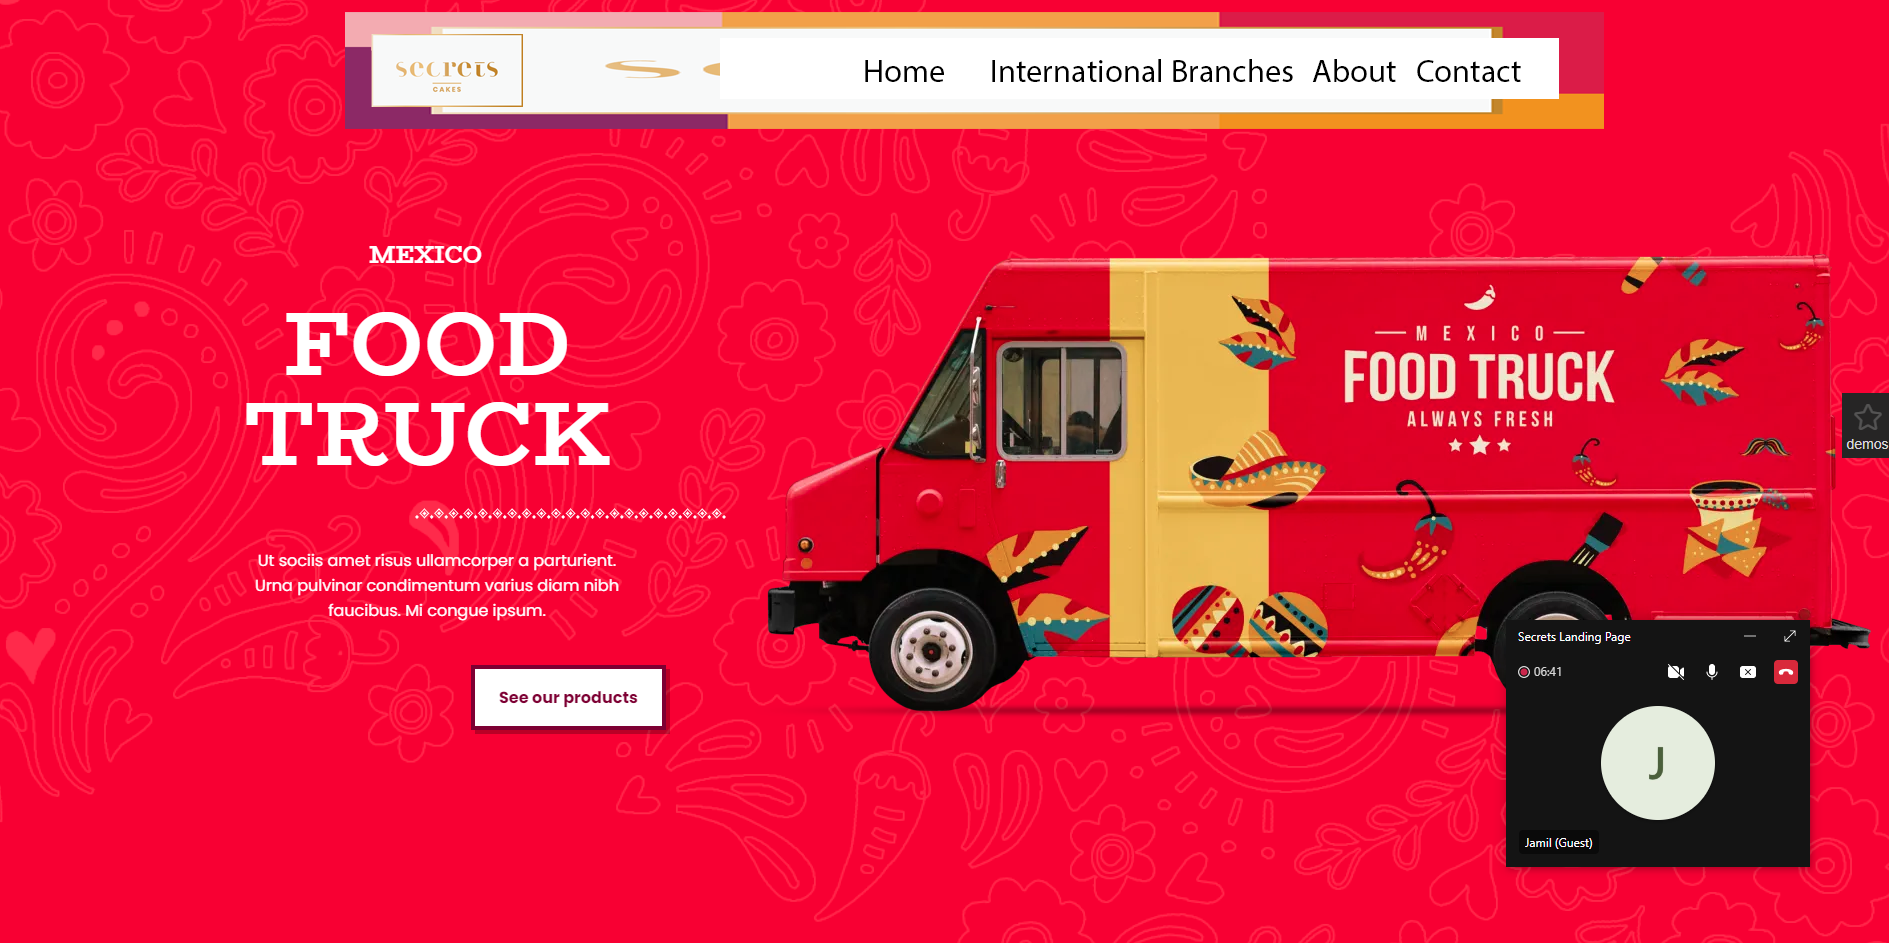 secrets
CAKES
Home International Branches About Contact
MEXICO
FOOD
TRUCK
Ut sociis amet risus ullamcorper a parturient.
Urna pulvinar condimentum varius diam nibh
faucibus. Mi congue ipsum.
See our products
MEXICO
FOOD TRUCK
ALWAYS FRESH
demos
Secrets Landing Page
06:41
J
Jamil (Guest)